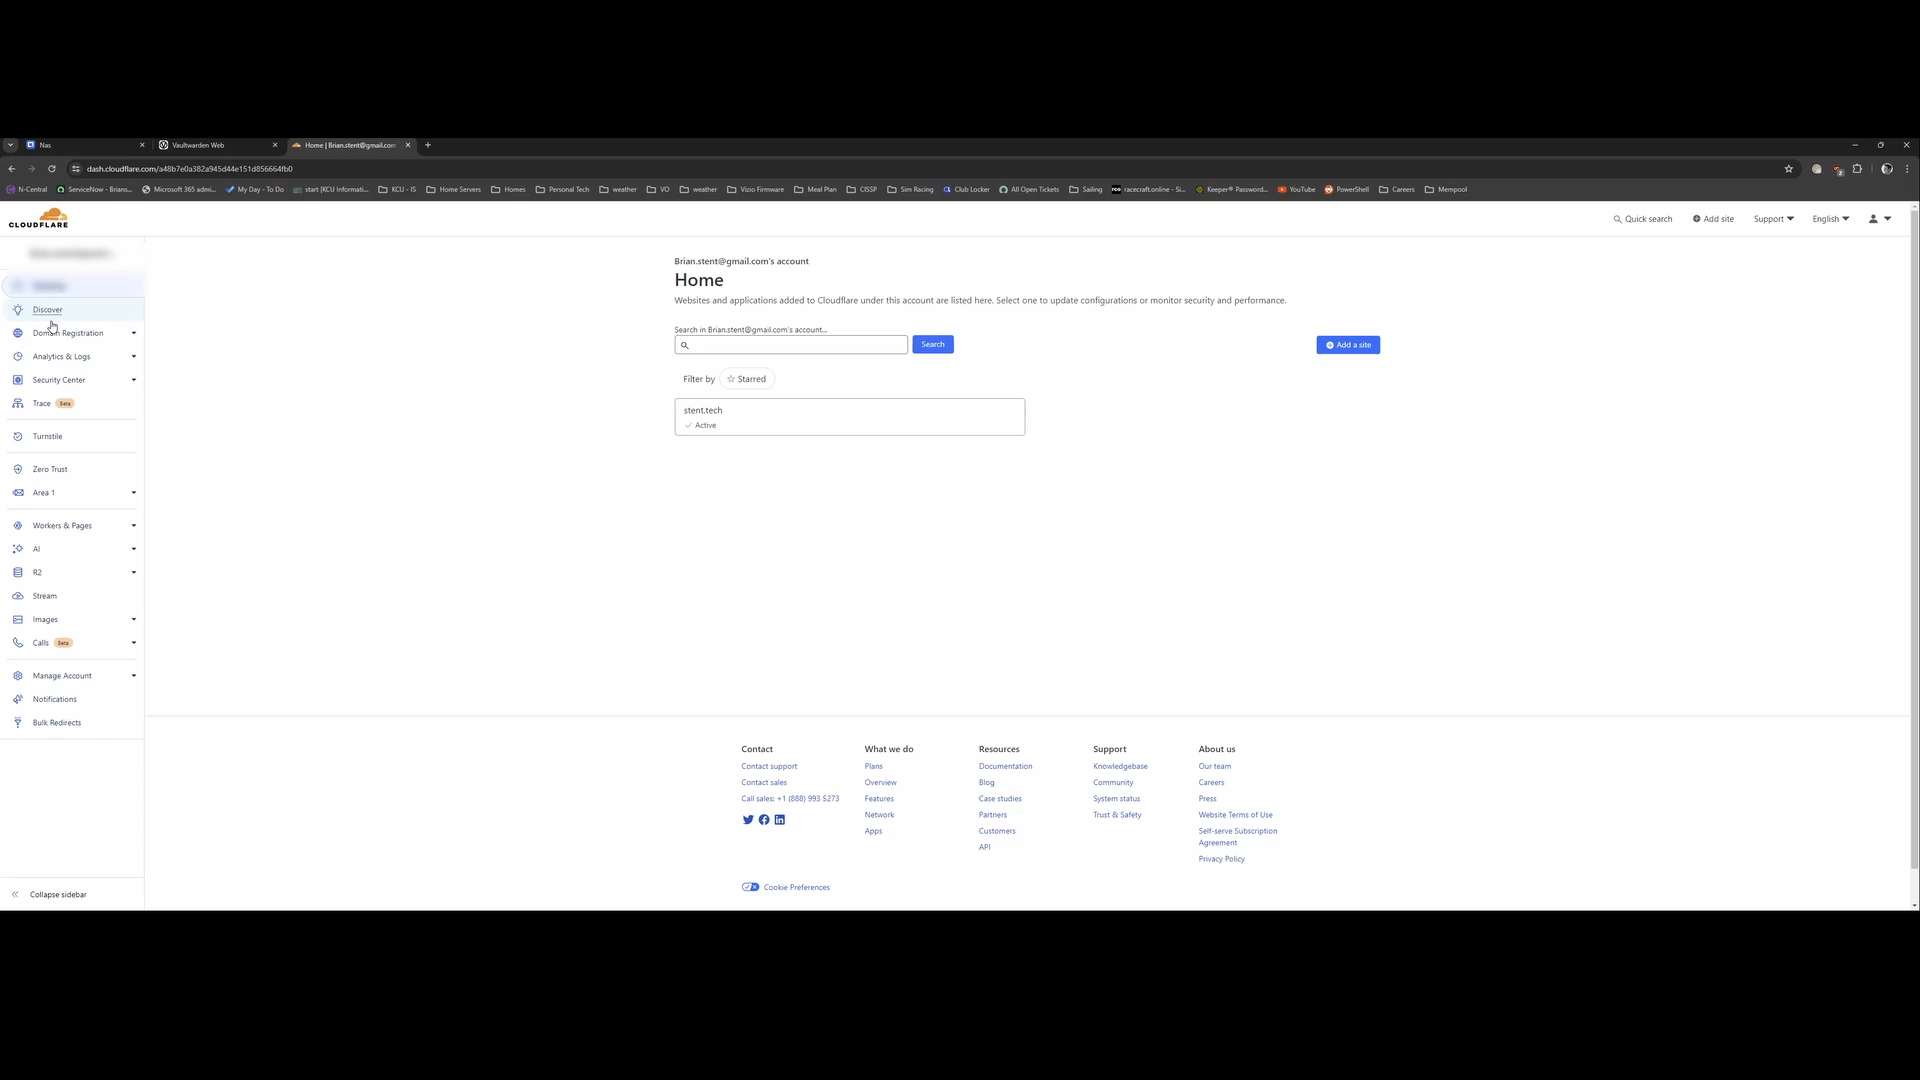 Nas
Vaultwarden Web
Home | Brian.stent@gmail.com
dash.cloudflare.com/a48b7e0a382a945d44e151d856664fb0
N-Central
ServiceNow - Brians...
Microsoft 365 admi...
My Day - To Do
start [KCU Informati...
KCU - IS
Home Servers
Homes
Personal Tech
weather
VO
weather
Vizio Firmware
Meal Plan
CISSP
Sim Racing
Club Locker
All Open Tickets
Sailing
racecraft.online - Si...
Keeper® Password...
YouTube
PowerShell
Careers
Mempool
CLOUDFLARE
Quick search
Add site
Support
English
Discover
Domain Registration
Analytics & Logs
Security Center
Trace Beta
Turnstile
Zero Trust
Area 1
Workers & Pages
AI
R2
Stream
Images
Calls Beta
Manage Account
Notifications
Bulk Redirects
Collapse sidebar
Brian.stent@gmail.com's account
Home
Websites and applications added to Cloudflare under this account are listed here. Select one to update configurations or monitor security and performance.
Search in Brian.stent@gmail.com's account...
Search
Add a site
Filter by
Starred
stent.tech
Active
Contact
Contact support
Contact sales
Call sales: +1 (888) 993 5273
What we do
Plans
Overview
Features
Network
Apps
Resources
Documentation
Blog
Case studies
Partners
Customers
API
Support
Knowledgebase
Community
System status
Trust & Safety
About us
Our team
Careers
Press
Website Terms of Use
Self-serve Subscription
Agreement
Privacy Policy
Cookie Preferences